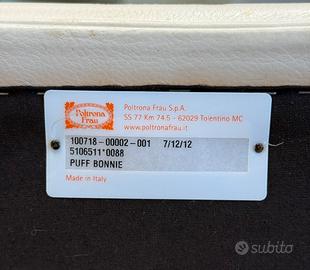 Poltrona
Frau
Poltrona Frau S.p.A.
SS 77 Km 74.5 - 62029 Tolentino MC
www.poltronafrau.it
100718-00002-001 7/12/12
5106511*0088
PUFF BONNIE
Made in Italy
subito